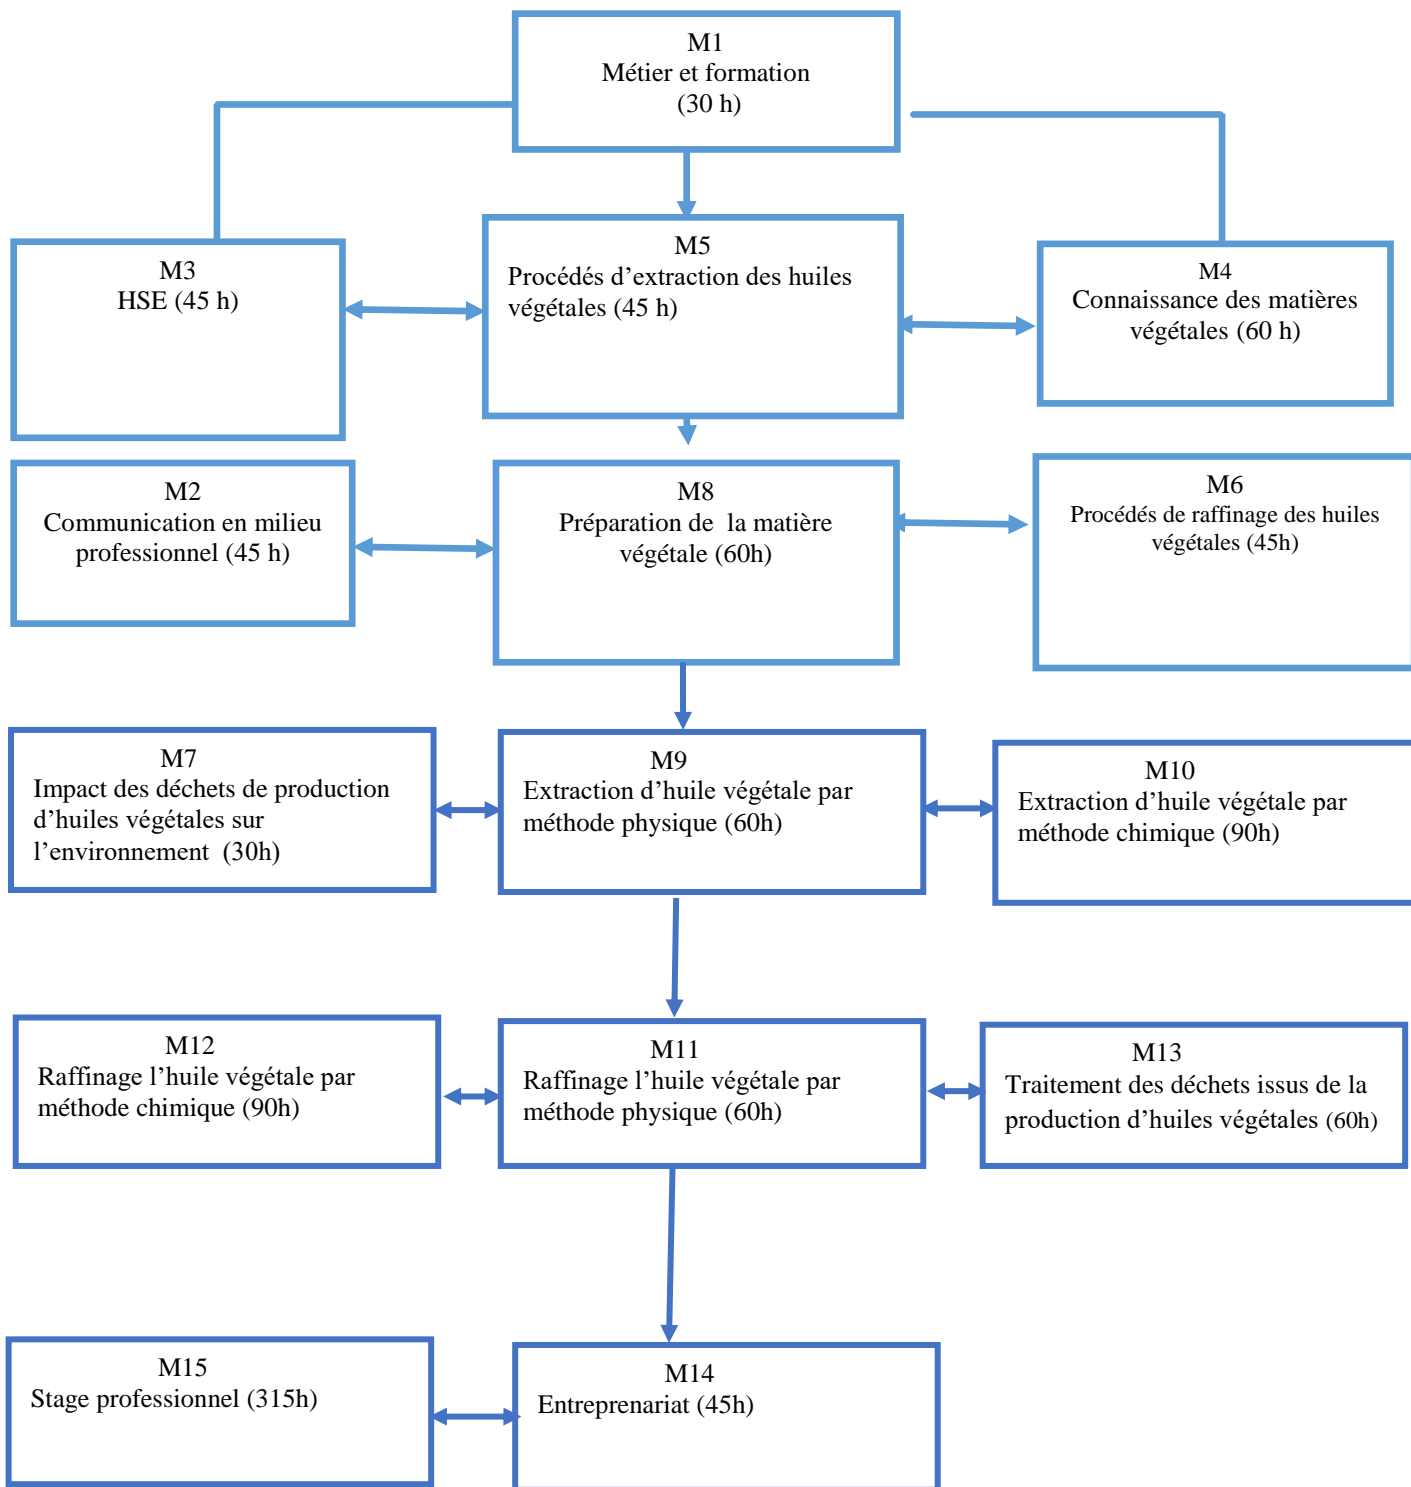 M1
Métier et formation
(30 h)
M3
HSE (45 h)
M5
Procédés d’extraction des huiles
végétales (45 h)
M4
Connaissance des matières
végétales (60 h)
M2
Communication en milieu
professionnel (45 h)
M8
Préparation de la matière
végétale (60h)
M6
Procédés de raffinage des huiles
végétales (45h)
M7
Impact des déchets de production
d’huiles végétales sur
l’environnement (30h)
M9
Extraction d’huile végétale par
méthode physique (60h)
M10
Extraction d’huile végétale par
méthode chimique (90h)
M12
Raffinage l’huile végétale par
méthode chimique (90h)
M11
Raffinage l’huile végétale par
méthode physique (60h)
M13
Traitement des déchets issus de la
production d’huiles végétales (60h)
M15
Stage professionnel (315h)
M14
Entreprenariat (45h)